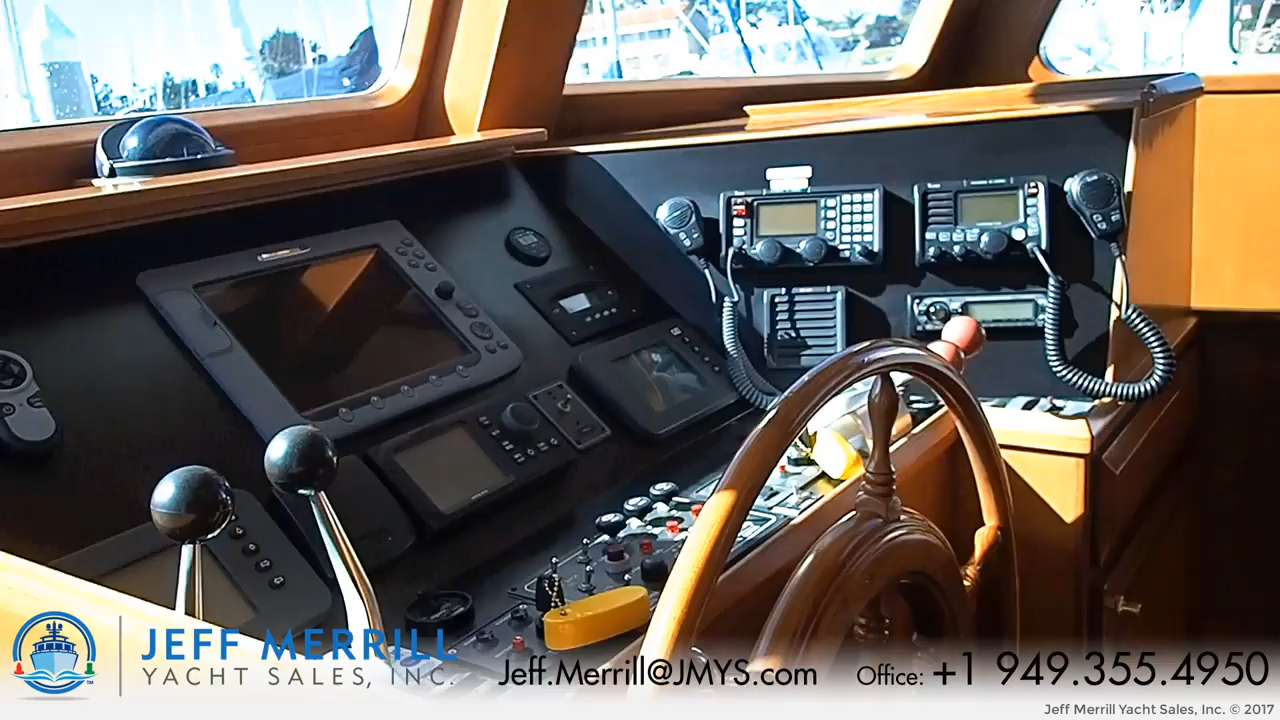 JEFF MERRILL
YACHT SALES, INC.
Jeff.Merrill@JMYS.com
Office: +1 949.355.4950
Jeff Merrill Yacht Sales, Inc. © 2017